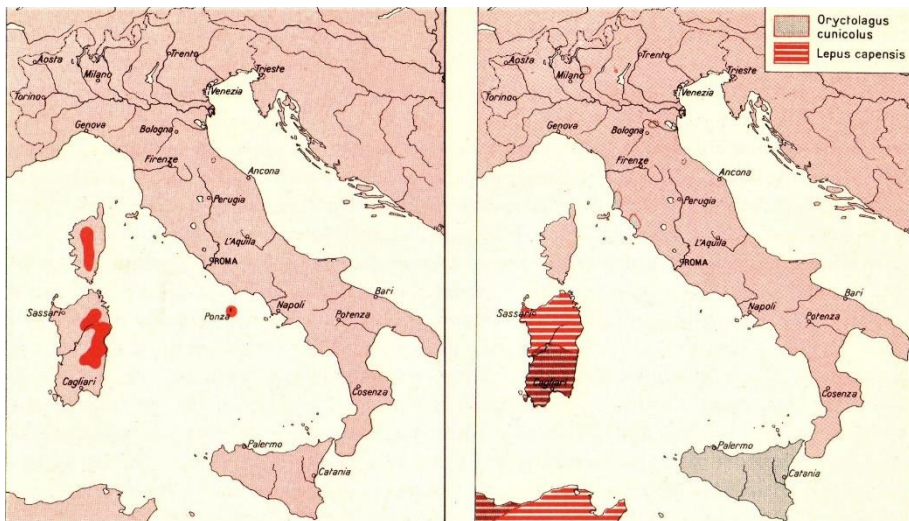 Aosta
Trento
Milano
Trieste
Torino
Venezia
Genova
Bologna
Firenze
Ancona
Perugia
L'Aquila
ROMA
Bari
Sassari
Ponza
Napoli
Potenza
Cagliari
Cosenza
Palermo
Catania
Oryctolagus
cunicolus
Lepus capensis
Aosta
Trento
Milano
Trieste
Torino
Venezia
Genova
Bologna
Firenze
Ancona
Perugia
L'Aquila
ROMA
Bari
Sassari
Napoli
Potenza
Cagliari
Cosenza
Palermo
Catania